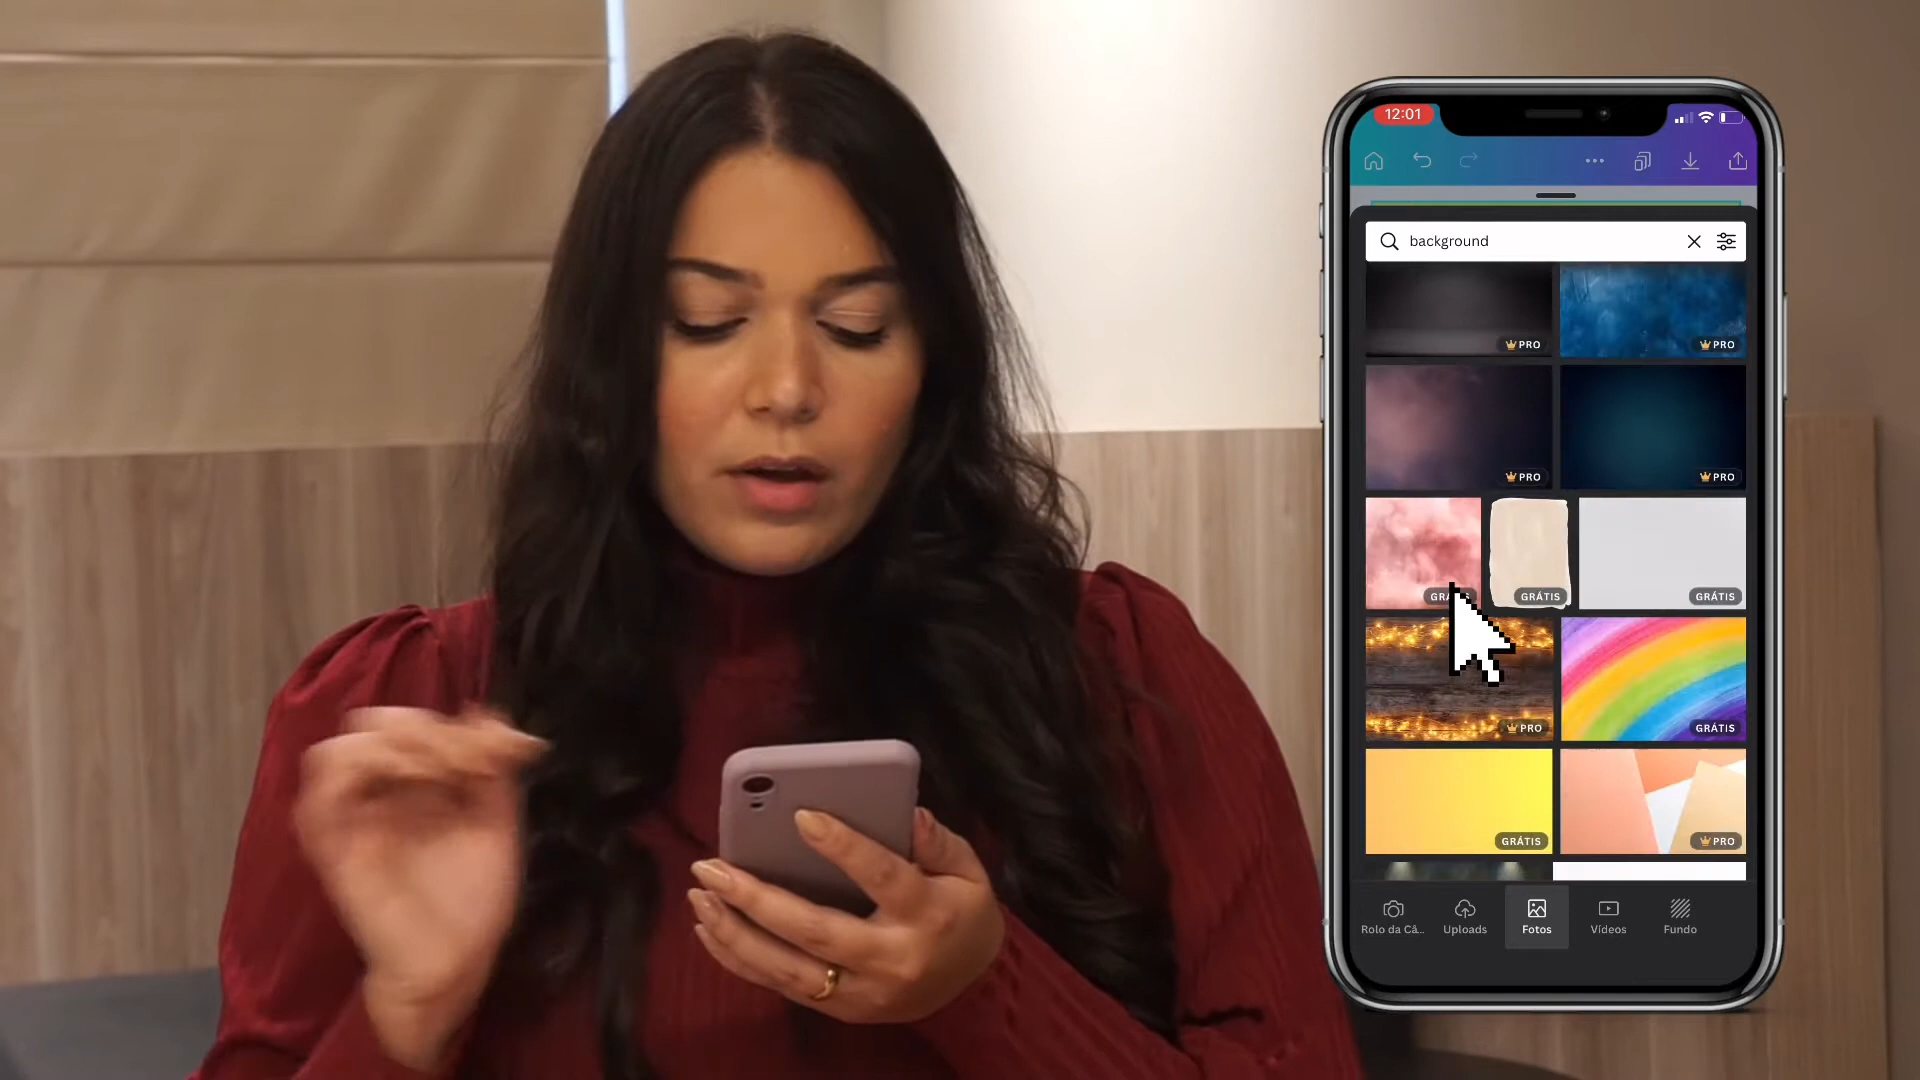 12:01
background
PRO
PRO
PRO
PRO
GRÁTIS
GRÁTIS
PRO
GRÁTIS
GRÁTIS
PRO
Rolo da Câ...
Uploads
Fotos
Vídeos
Fundo